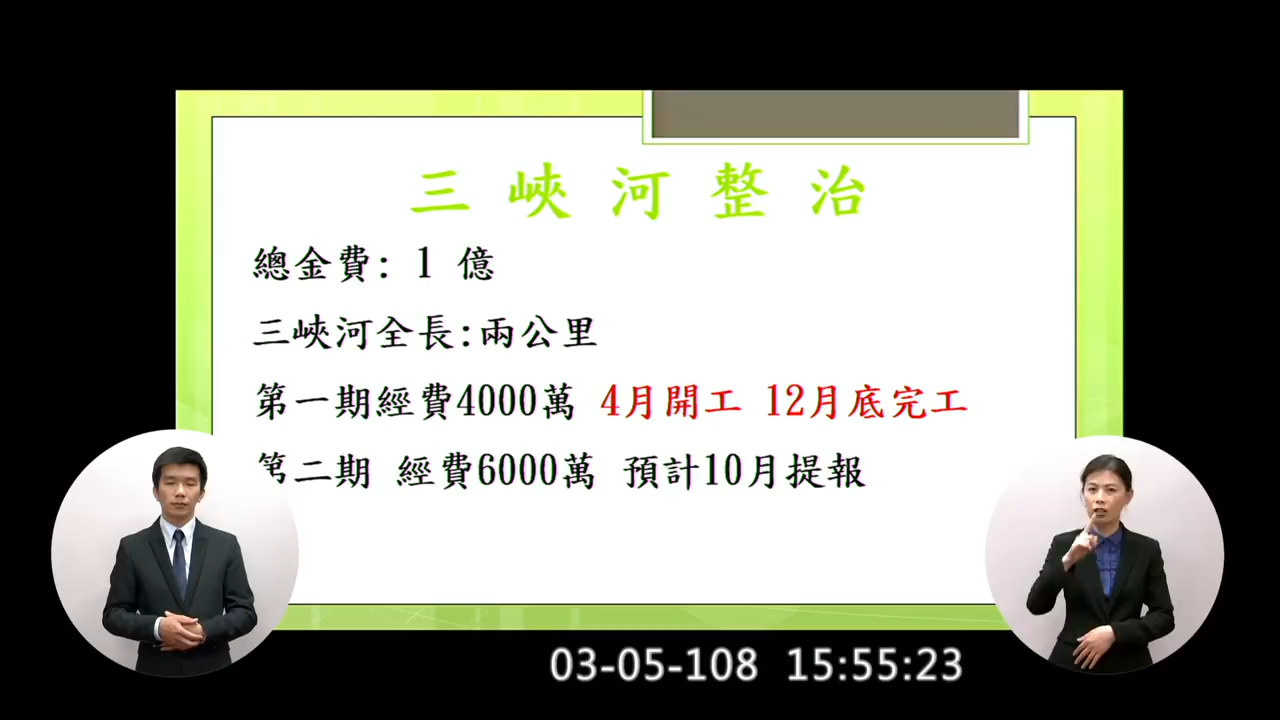 三峽河整治
總金費: 1 億
三峽河全長:兩公里
第一期經費4000萬 4月開工 12月底完工
第二期 經費6000萬 預計10月提報
03-05-108 15:55:23